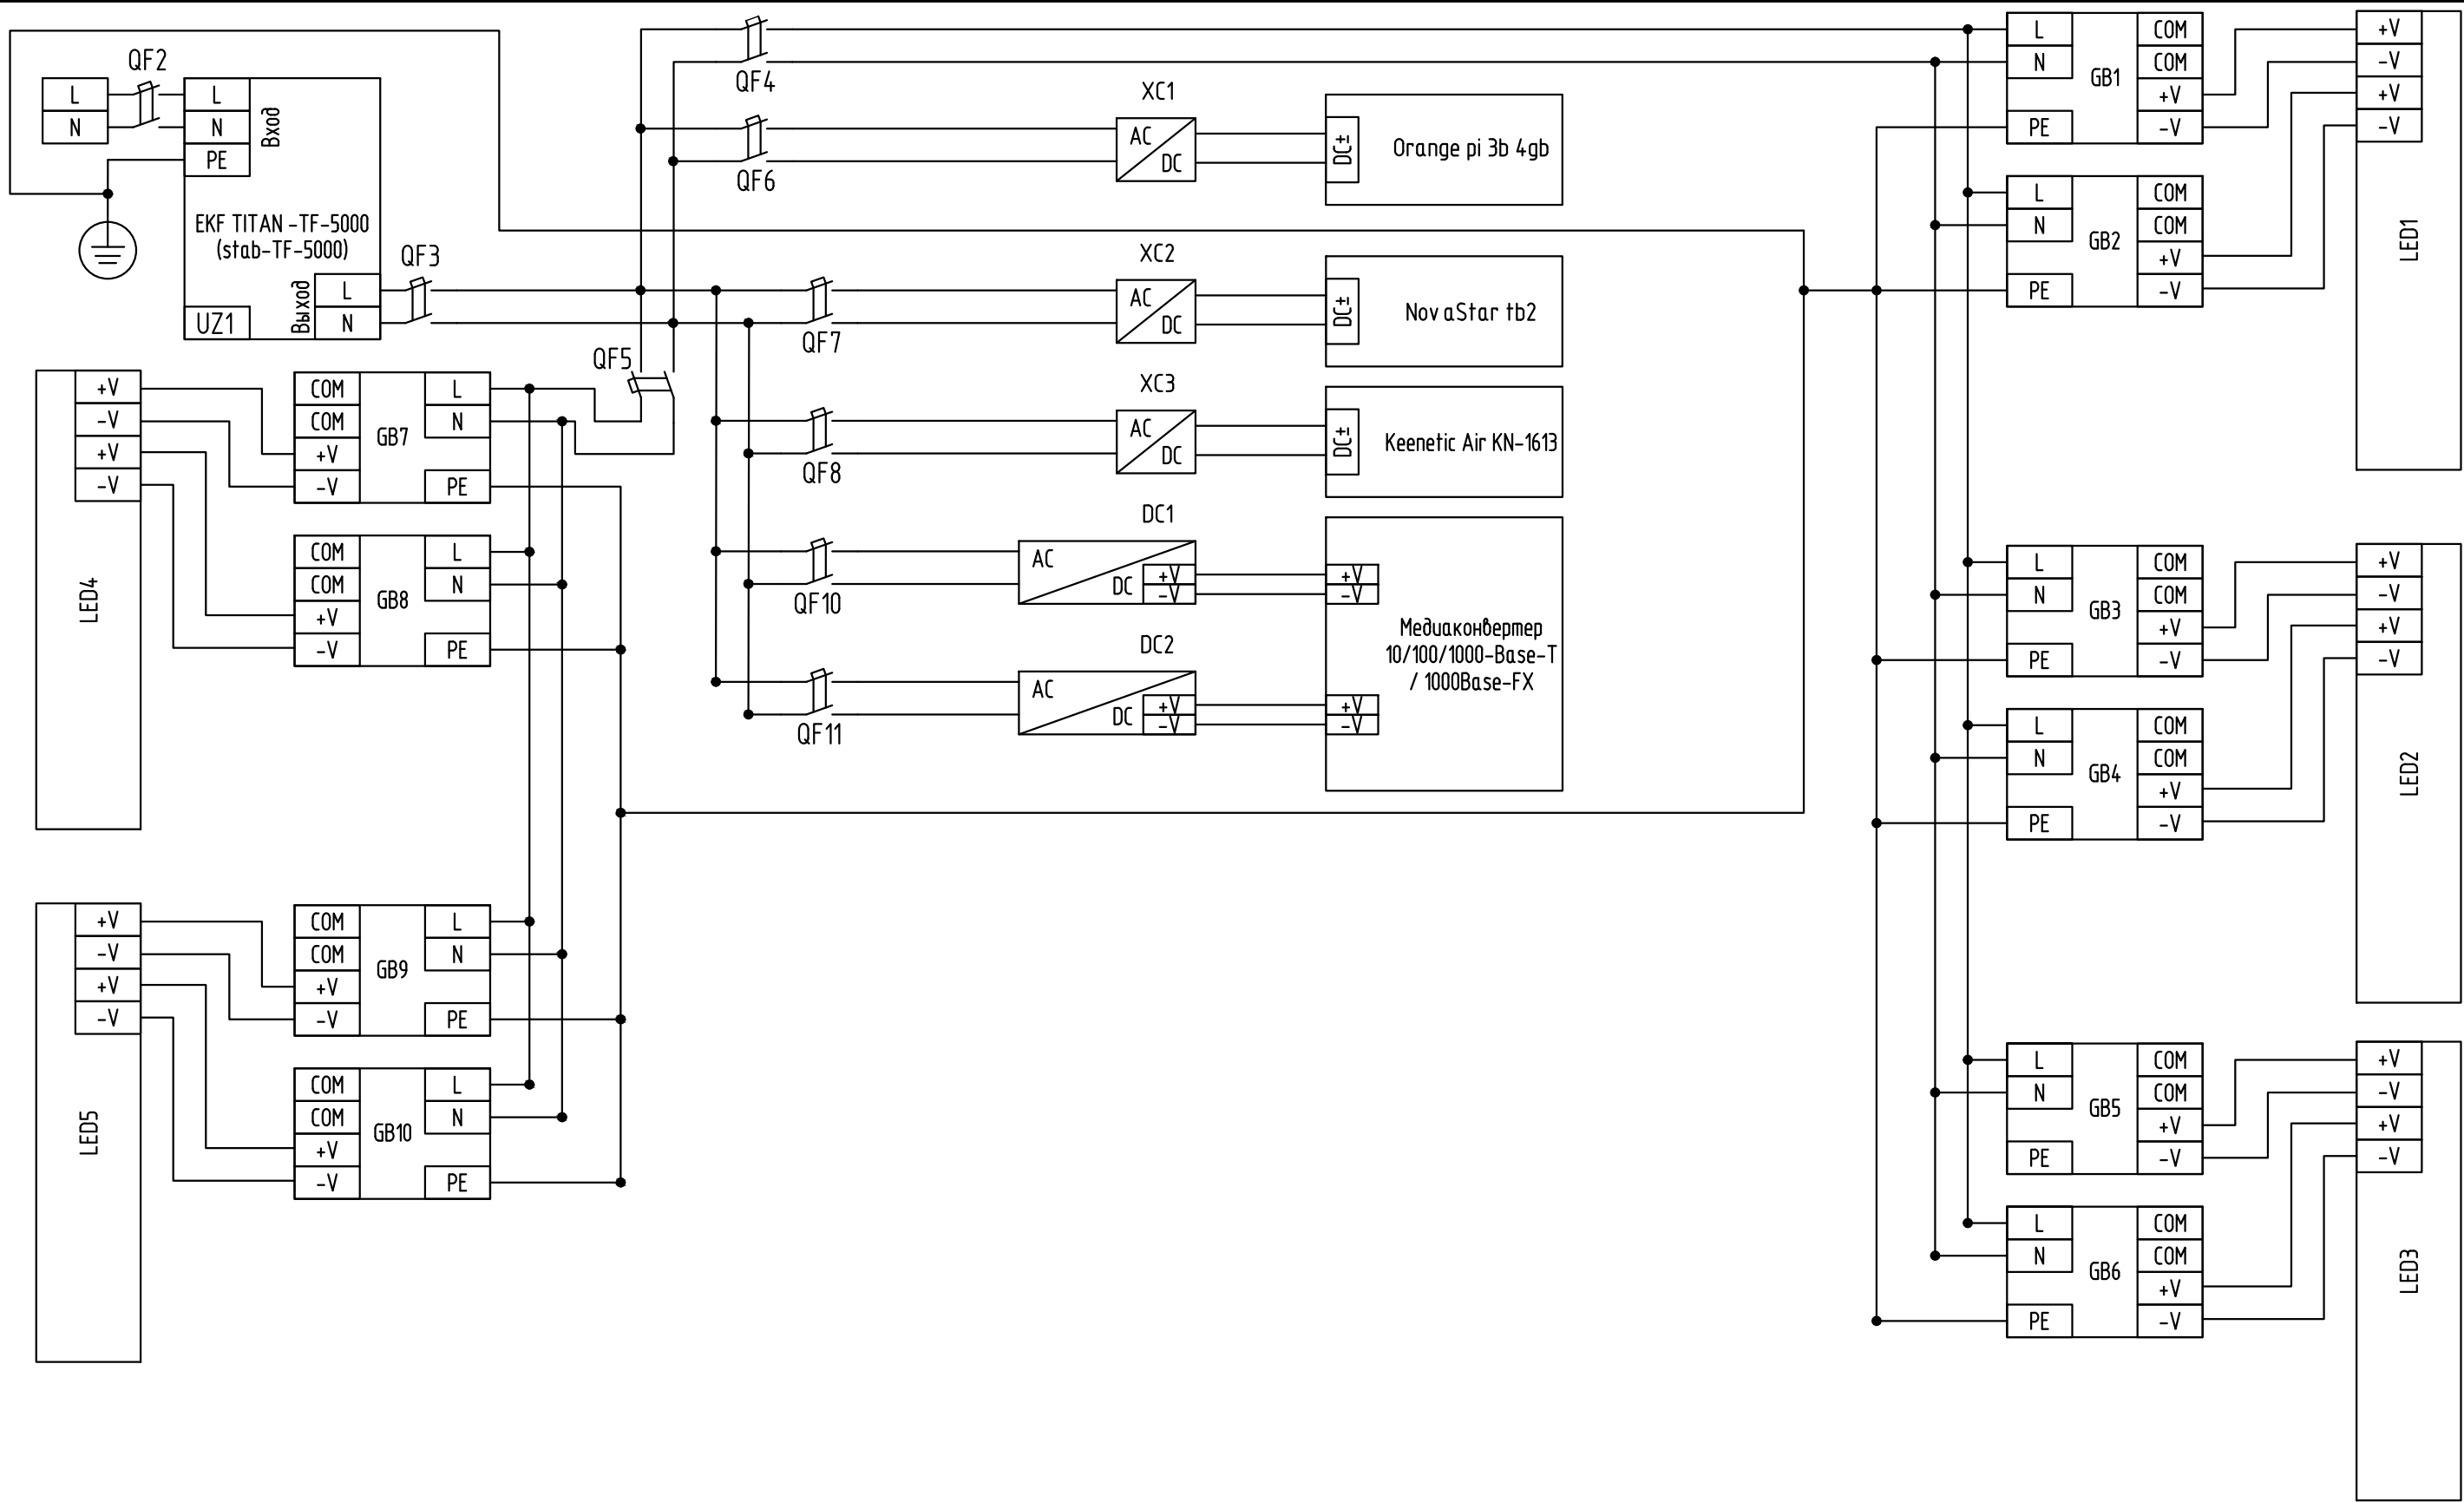 QF2
L
N
L
N
PE
Вход
EKF TITAN -TF-5000
(stab-TF-5000)
Выход
L
N
UZ1
QF3
QF4
QF6
XC1
AC
DC
DC±
Orange pi 3b 4gb
QF7
XC2
AC
DC
DC±
NovaStar tb2
QF5
QF8
XC3
AC
DC
DC±
Keenetic Air KN-1613
QF10
DC1
AC
DC
+V
-V
+V
-V
Медиаконвертер
10/100/1000-Base-T
/ 1000Base-FX
QF11
DC2
AC
DC
+V
-V
+V
-V
LED4
+V
-V
+V
-V
COM
COM
+V
-V
GB7
L
N
PE
COM
COM
+V
-V
GB8
L
N
PE
LED5
+V
-V
+V
-V
COM
COM
+V
-V
GB9
L
N
PE
COM
COM
+V
-V
GB10
L
N
PE
L
N
PE
GB1
COM
COM
+V
-V
L
N
PE
GB2
COM
COM
+V
-V
+V
-V
+V
-V
LED1
L
N
PE
GB3
COM
COM
+V
-V
L
N
PE
GB4
COM
COM
+V
-V
+V
-V
+V
-V
LED2
L
N
PE
GB5
COM
COM
+V
-V
L
N
PE
GB6
COM
COM
+V
-V
+V
-V
+V
-V
LED3